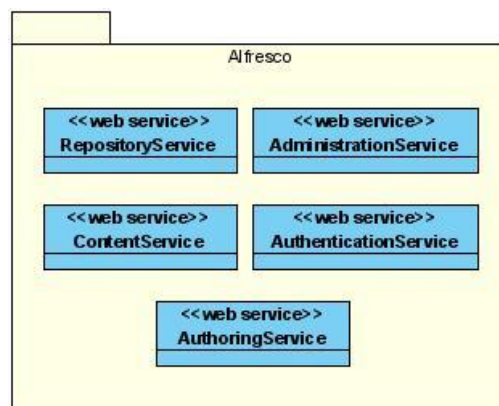 Alfresco
<<web service>> <<web service>>
RepositoryService AdministrationService
<<web service>> <<web service>>
ContentService AuthenticationService
<<web service>>
AuthoringService